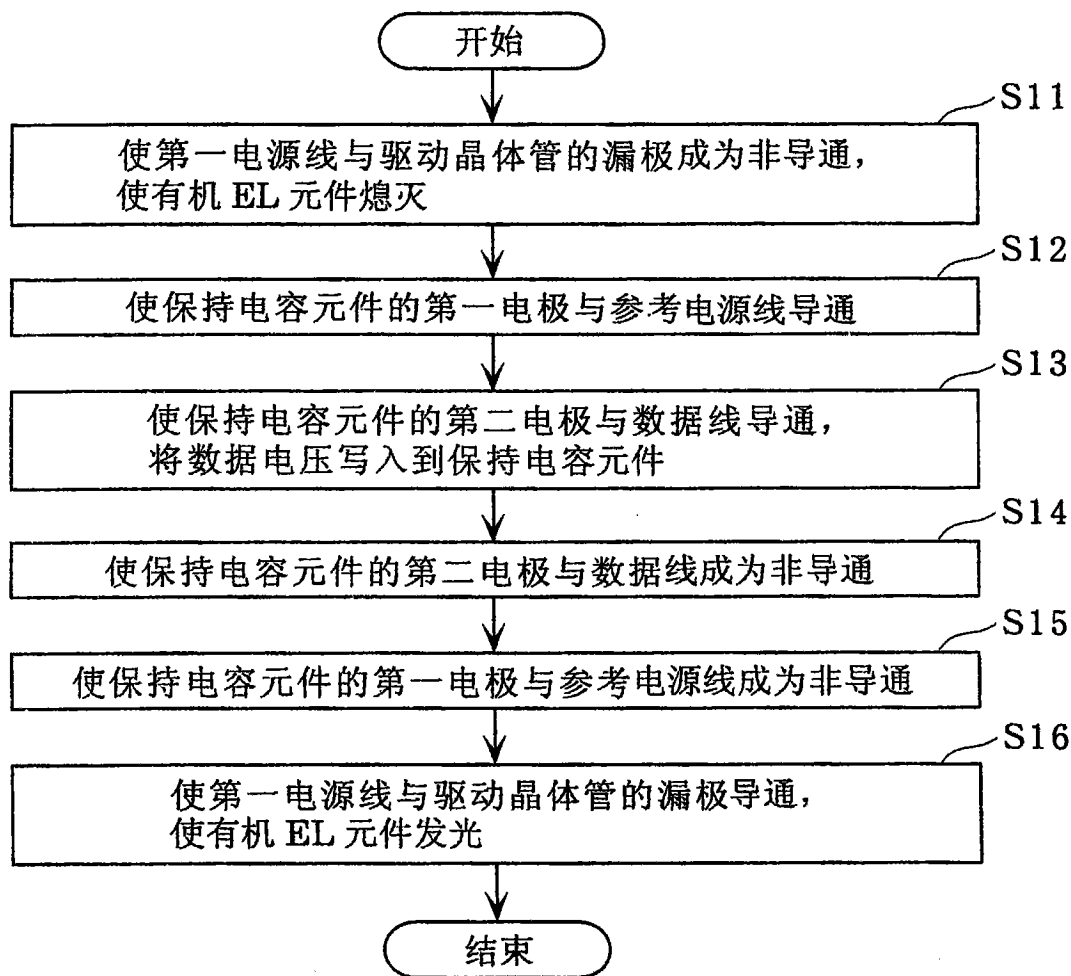 开始
S11
使第一电源线与驱动晶体管的漏极成为非导通，
使有机 EL 元件熄灭
S12
使保持电容元件的第一电极与参考电源线导通
S13
使保持电容元件的第二电极与数据线导通，
将数据电压写入到保持电容元件
S14
使保持电容元件的第二电极与数据线成为非导通
S15
使保持电容元件的第一电极与参考电源线成为非导通
S16
使第一电源线与驱动晶体管的漏极导通，
使有机 EL 元件发光
结束